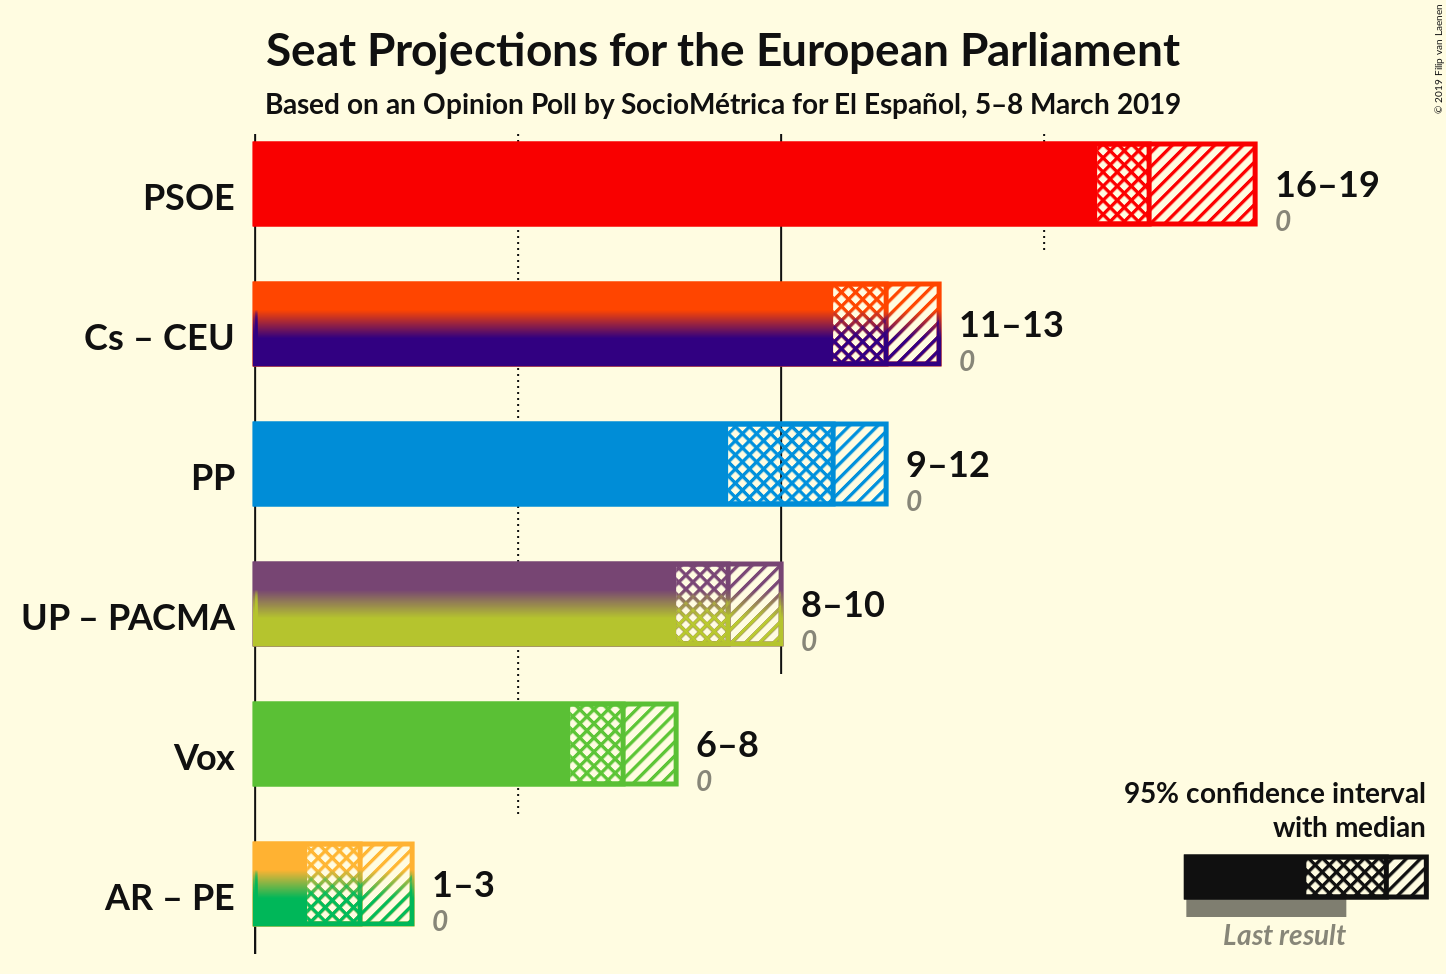 Seat Projections for the European Parliament
Based on an Opinion Poll by SocioMétrica for El Español, 5–8 March 2019
© 2019 Filip van Laenen
PSOE
16–19
0
Cs – CEU
11–13
0
PP
9–12
0
UP – PACMA
8–10
0
Vox
6–8
0
AR – PE
1–3
0
95% confidence interval
with median
Last result